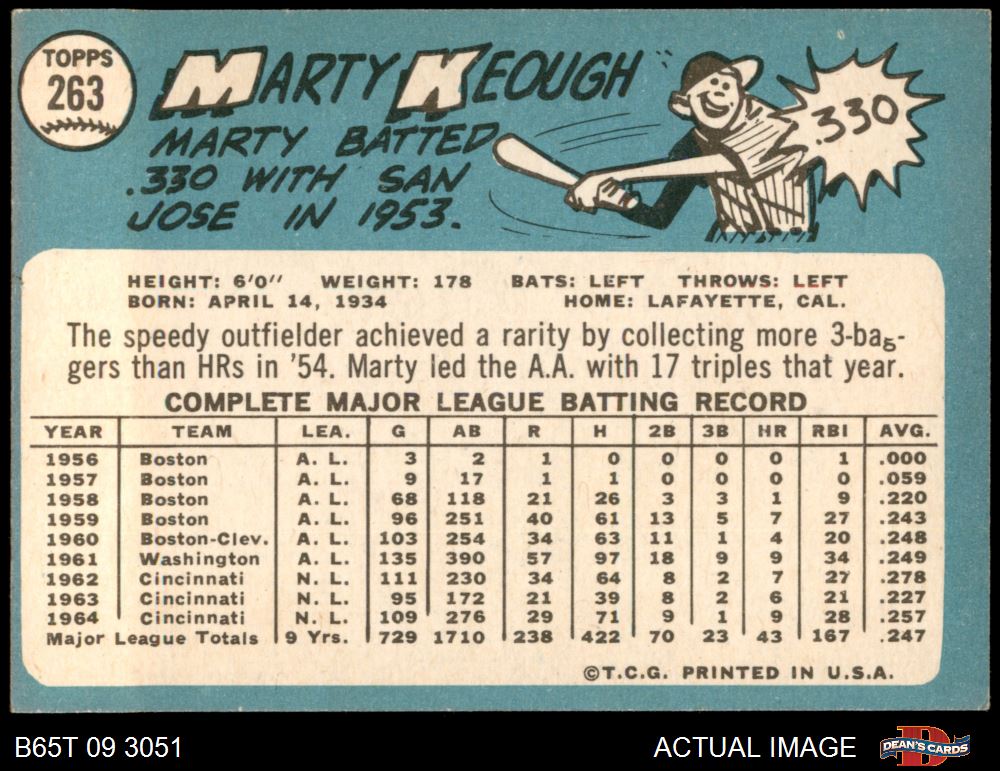 TOPPS
263
MARTY KEOUGH
MARTY BATTED
.330 WITH SAN
JOSE IN 1953.
.330
HEIGHT: 6'0" WEIGHT: 178 BATS: LEFT THROWS: LEFT
BORN: APRIL 14, 1934 HOME: LAFAYETTE, CAL.
The speedy outfielder achieved a rarity by collecting more 3-bag-
gers than HRs in '54. Marty led the A.A. with 17 triples that year.
COMPLETE MAJOR LEAGUE BATTING RECORD
YEAR TEAM LEA. G AB R H 2B 3B HR RBI AVG.
1956 Boston A. L. 3 2 1 0 0 0 0 1 .000
1957 Boston A. L. 9 17 1 1 0 0 0 0 .059
1958 Boston A. L. 68 118 21 26 3 3 1 9 .220
1959 Boston A. L. 96 251 40 61 13 5 7 27 .243
1960 Boston-Clev. A. L. 103 254 34 63 11 1 4 20 .248
1961 Washington A. L. 135 390 57 97 18 9 9 34 .249
1962 Cincinnati N. L. 111 230 34 64 8 2 7 27 .278
1963 Cincinnati N. L. 95 172 21 39 8 2 6 21 .227
1964 Cincinnati N. L. 109 276 29 71 9 1 9 28 .257
Major League Totals 9 Yrs. 729 1710 238 422 70 23 43 167 .247
©T.C.G. PRINTED IN U.S.A.
B65T 09 3051 ACTUAL IMAGE DEAN'S CARDS